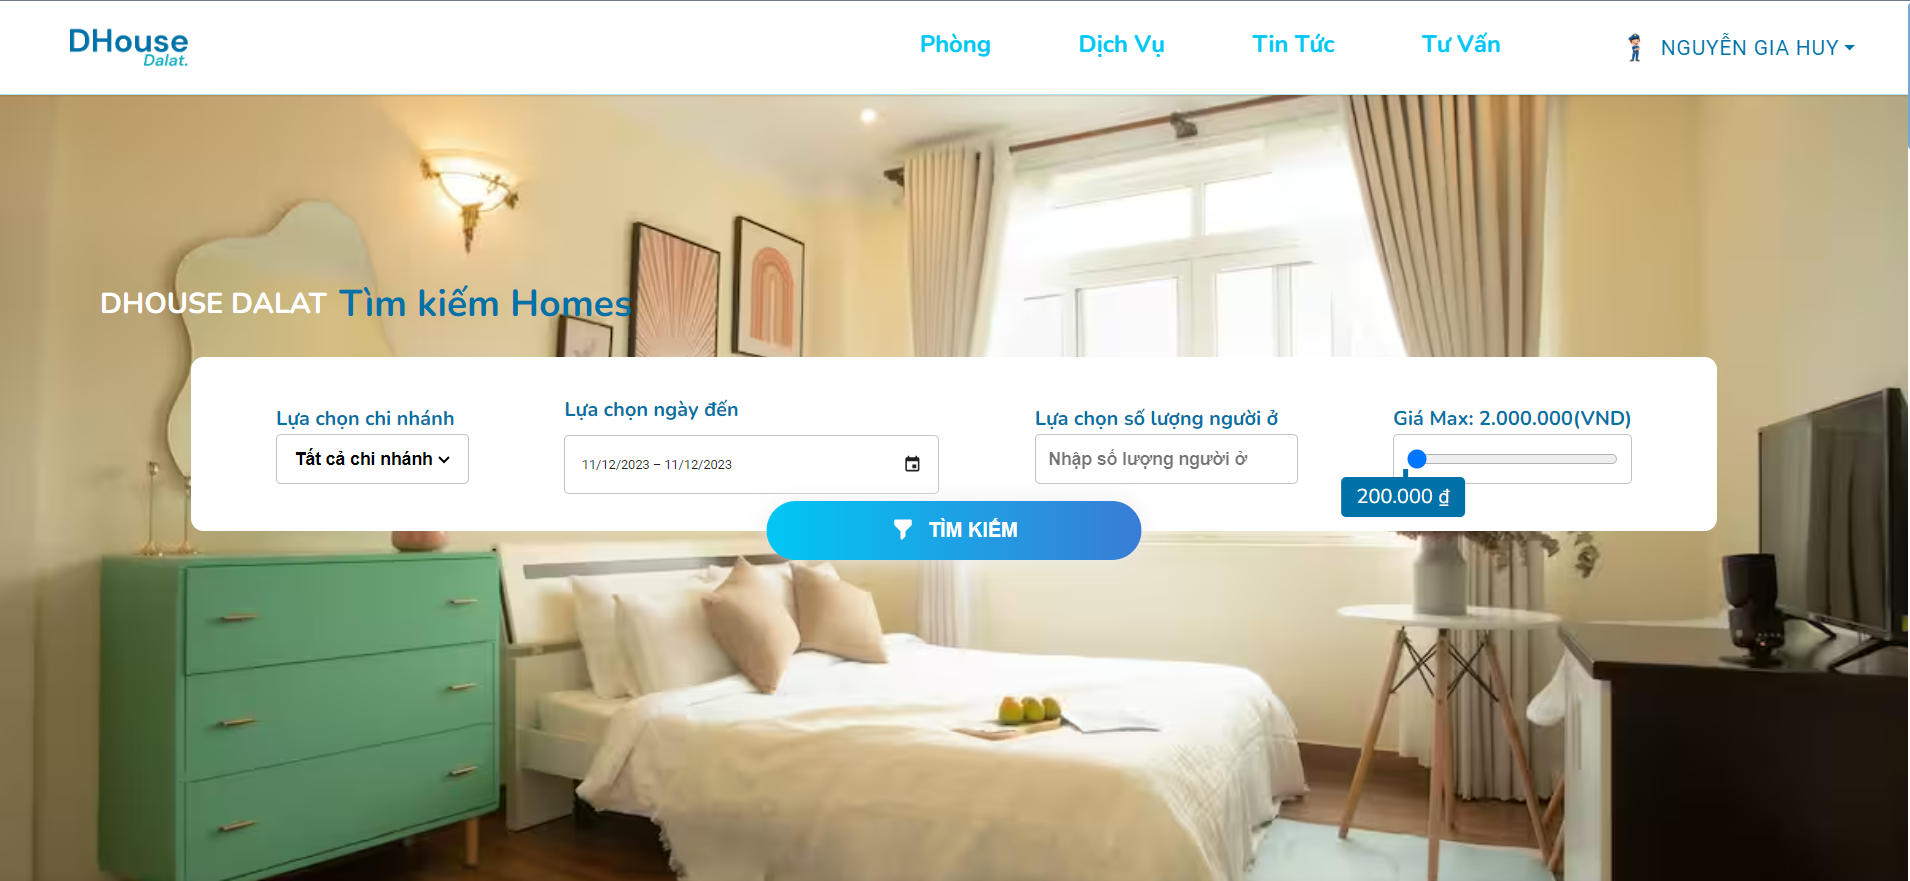 DHouse
Dalat.
Phòng
Dịch Vụ
Tin Tức
Tư Vấn
NGUYỄN GIA HUY
DHOUSE DALAT Tìm kiếm Homes
Lựa chọn chi nhánh
Tất cả chi nhánh
Lựa chọn ngày đến
11/12/2023 – 11/12/2023
Lựa chọn số lượng người ở
Nhập số lượng người ở
Giá Max: 2.000.000(VND)
200.000 ₫
TÌM KIẾM